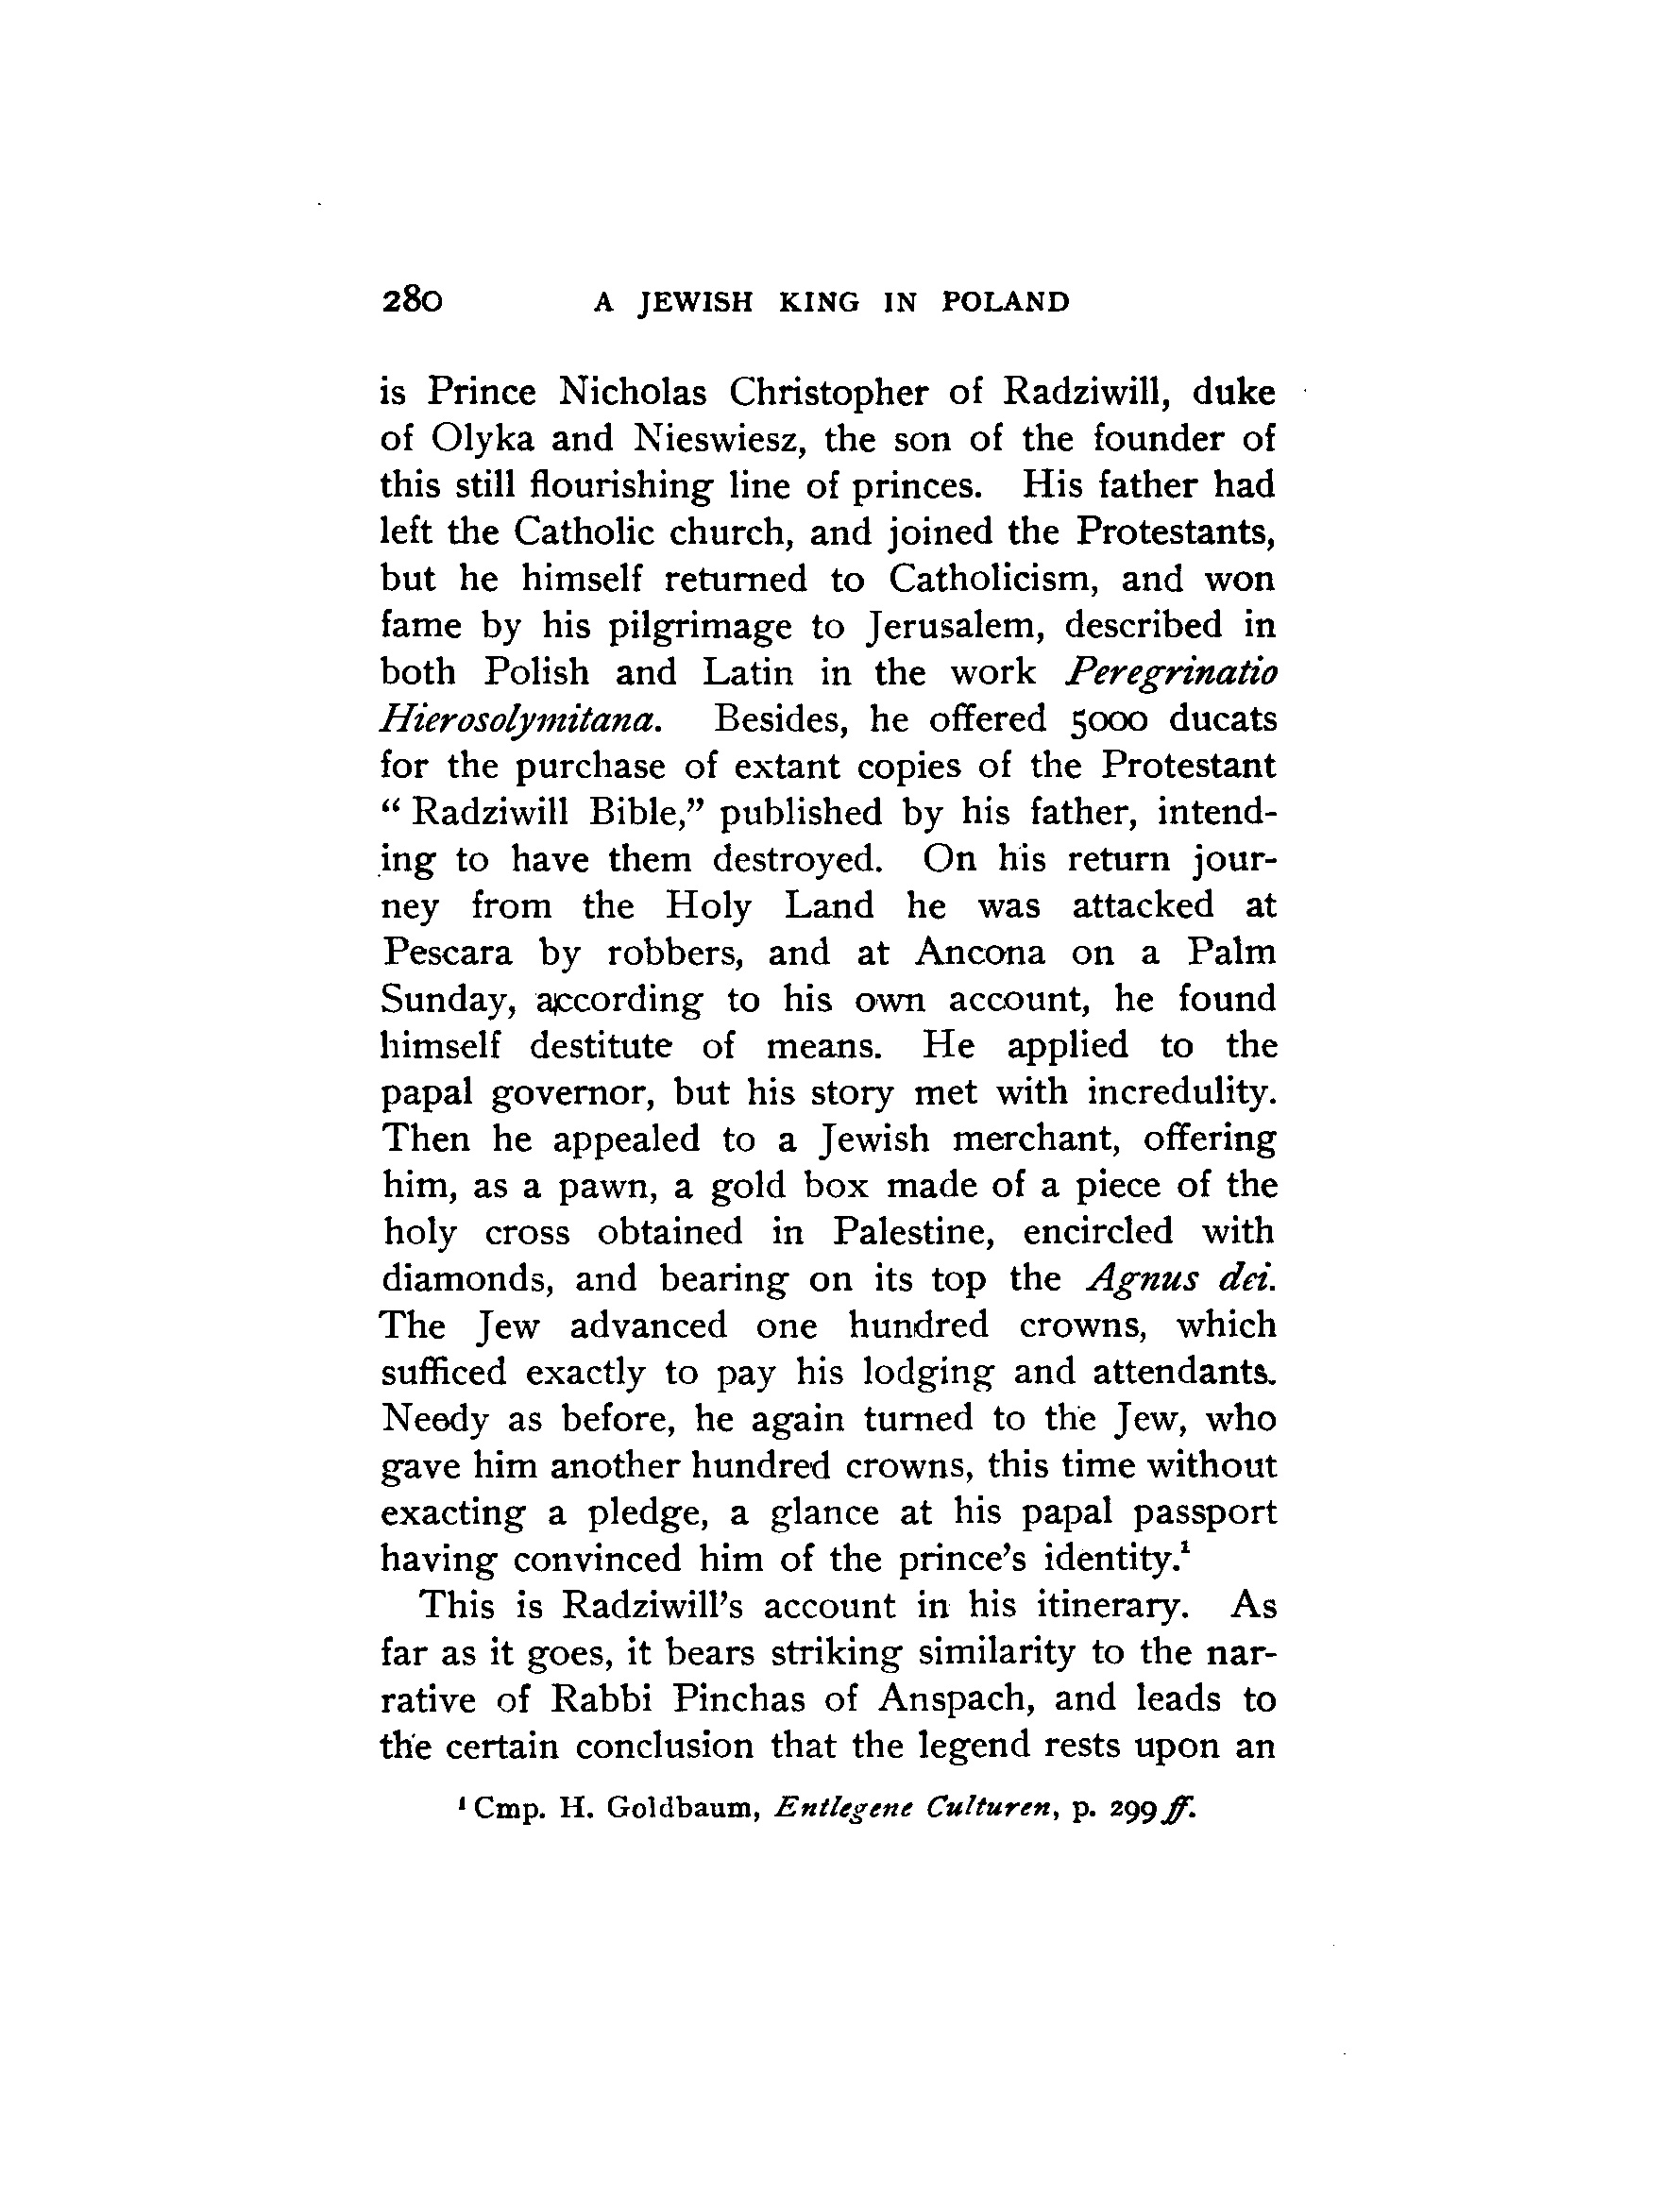 280 A JEWISH KING IN POLAND
is Prince Nicholas Christopher of Radziwill, duke
of Olyka and Nieswiesz, the son of the founder of
this still flourishing line of princes. His father had
left the Catholic church, and joined the Protestants,
but he himself returned to Catholicism, and won
fame by his pilgrimage to Jerusalem, described in
both Polish and Latin in the work Peregrinatio
Hierosolymitana. Besides, he offered 5000 ducats
for the purchase of extant copies of the Protestant
“ Radziwill Bible,” published by his father, intend-
ing to have them destroyed. On his return jour-
ney from the Holy Land he was attacked at
Pescara by robbers, and at Ancona on a Palm
Sunday, according to his own account, he found
himself destitute of means. He applied to the
papal governor, but his story met with incredulity.
Then he appealed to a Jewish merchant, offering
him, as a pawn, a gold box made of a piece of the
holy cross obtained in Palestine, encircled with
diamonds, and bearing on its top the Agnus dei.
The Jew advanced one hundred crowns, which
sufficed exactly to pay his lodging and attendants.
Needy as before, he again turned to the Jew, who
gave him another hundred crowns, this time without
exacting a pledge, a glance at his papal passport
having convinced him of the prince’s identity.¹
This is Radziwill’s account in his itinerary. As
far as it goes, it bears striking similarity to the nar-
rative of Rabbi Pinchas of Anspach, and leads to
the certain conclusion that the legend rests upon an
¹ Cmp. H. Goldbaum, Entlegene Culturen, p. 299 ff.